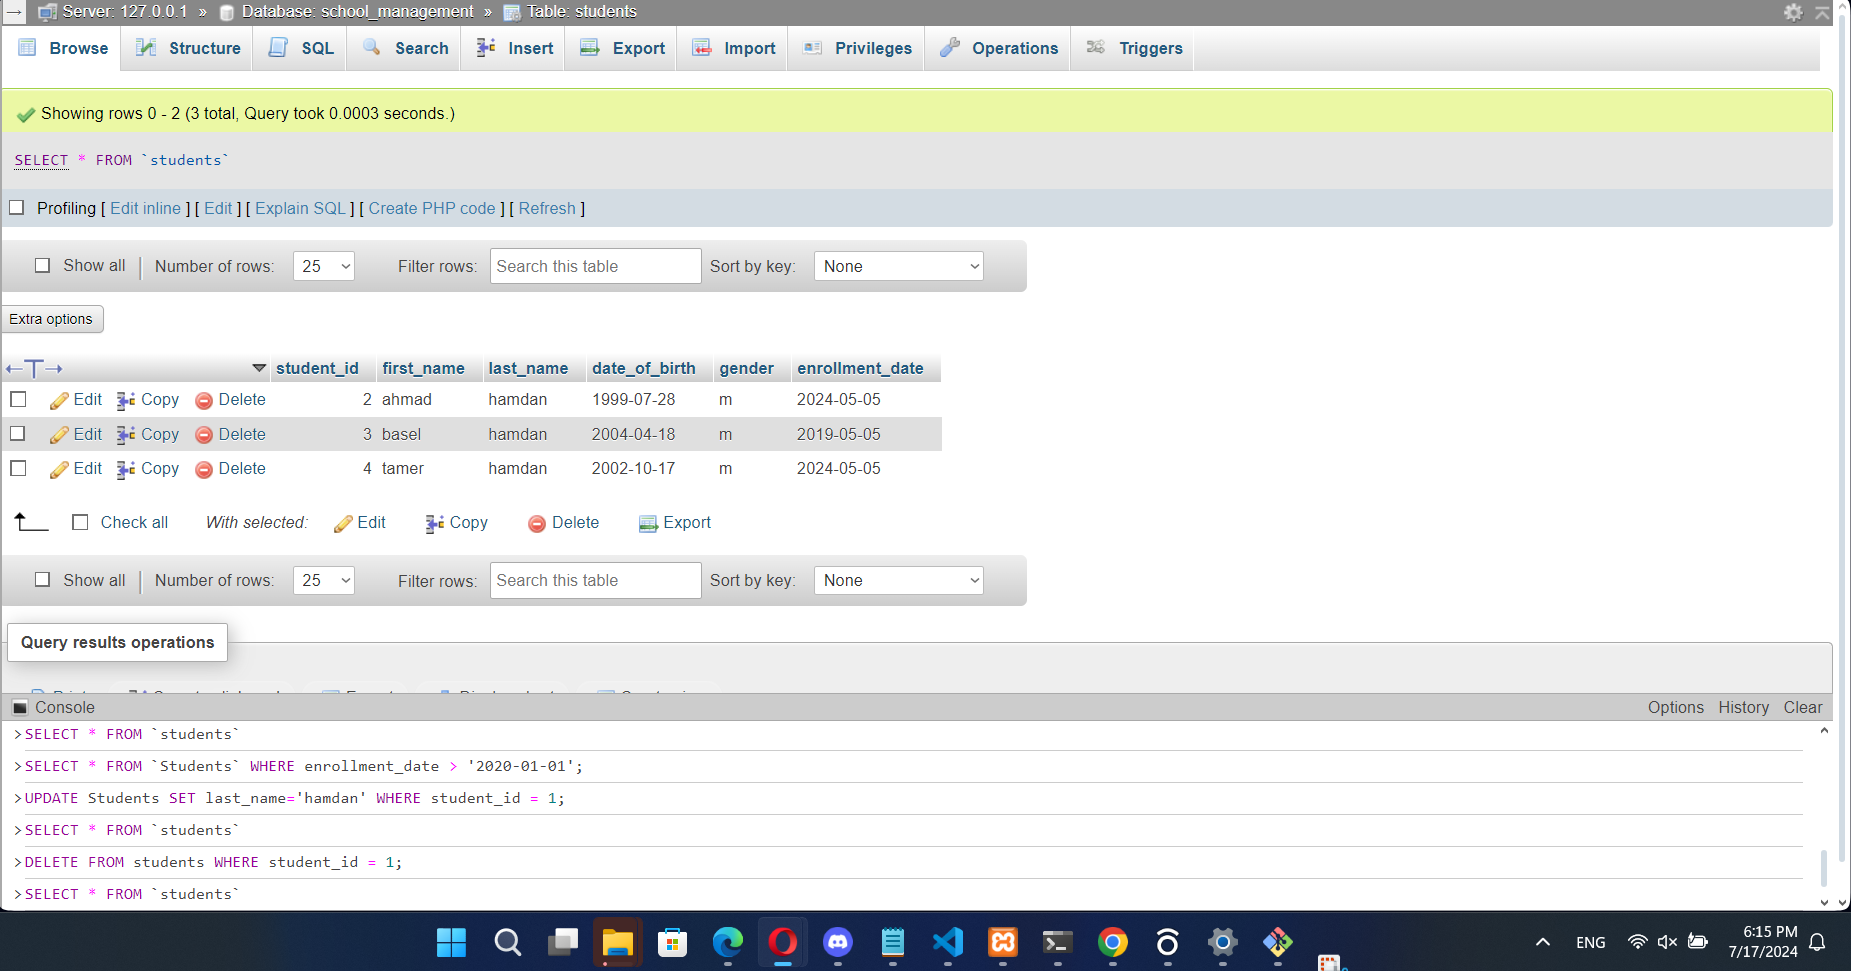 Server: 127.0.0.1 » Database: school_management » Table: students
Browse Structure SQL Search Insert Export Import Privileges Operations Triggers
Showing rows 0 - 2 (3 total, Query took 0.0003 seconds.)
SELECT * FROM `students`
Profiling [ Edit inline ] [ Edit ] [ Explain SQL ] [ Create PHP code ] [ Refresh ]
Show all Number of rows: 25 Filter rows: Search this table Sort by key: None
Extra options
student_id first_name last_name date_of_birth gender enrollment_date
Edit Copy Delete 2 ahmad hamdan 1999-07-28 m 2024-05-05
Edit Copy Delete 3 basel hamdan 2004-04-18 m 2019-05-05
Edit Copy Delete 4 tamer hamdan 2002-10-17 m 2024-05-05
Check all With selected: Edit Copy Delete Export
Show all Number of rows: 25 Filter rows: Search this table Sort by key: None
Query results operations
Console Options History Clear
>SELECT * FROM `students`
>SELECT * FROM `Students` WHERE enrollment_date > '2020-01-01';
>UPDATE Students SET last_name='hamdan' WHERE student_id = 1;
>SELECT * FROM `students`
>DELETE FROM students WHERE student_id = 1;
>SELECT * FROM `students`
ENG 6:15 PM
7/17/2024